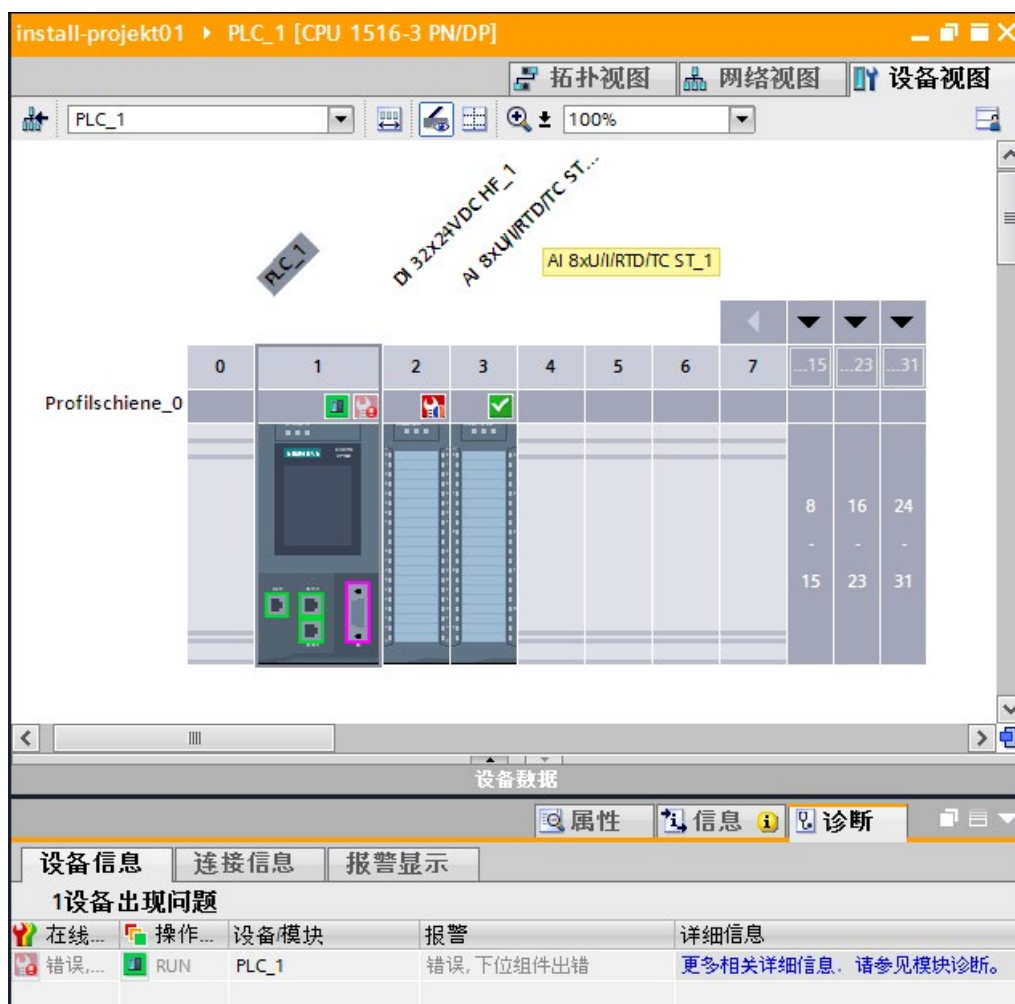 install-projekt01 ▸ PLC_1 [CPU 1516-3 PN/DP]
拓扑视图 网络视图 设备视图
PLC_1 100%
PLC_1
DI 32x24VDC HF_1
AI 8xU/I/RTD/TC ST...
AI 8xU/I/RTD/TC ST_1
0 1 2 3 4 5 6 7 ...15 ...23 ...31
Profilschiene_0
SIEMENS
8 16 24
- - -
15 23 31
设备数据
属性 信息 诊断
设备信息 连接信息 报警显示
1设备出现问题
在线... 操作... 设备/模块 报警 详细信息
错误,... RUN PLC_1 错误, 下位组件出错 更多相关详细信息，请参见模块诊断。